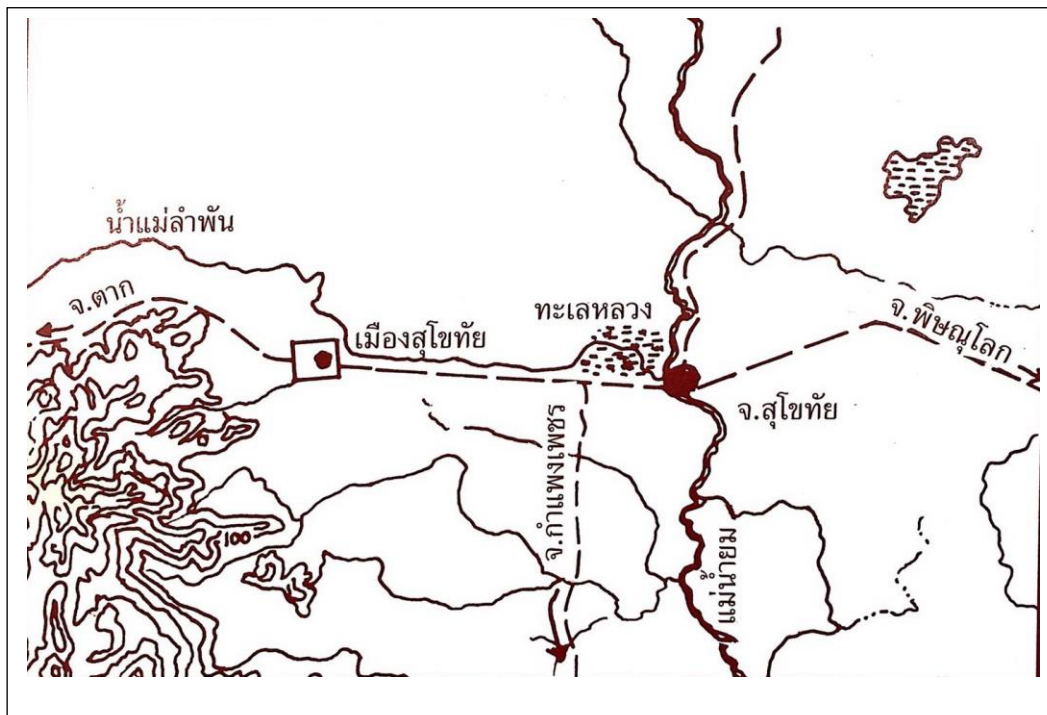 น้ำแม่ลำพัน
จ.ตาก
ทะเลหลวง
เมืองสุโขทัย
จ.พิษณุโลก
จ.สุโขทัย
จ.กำแพงเพชร
100
แม่น้ำยม